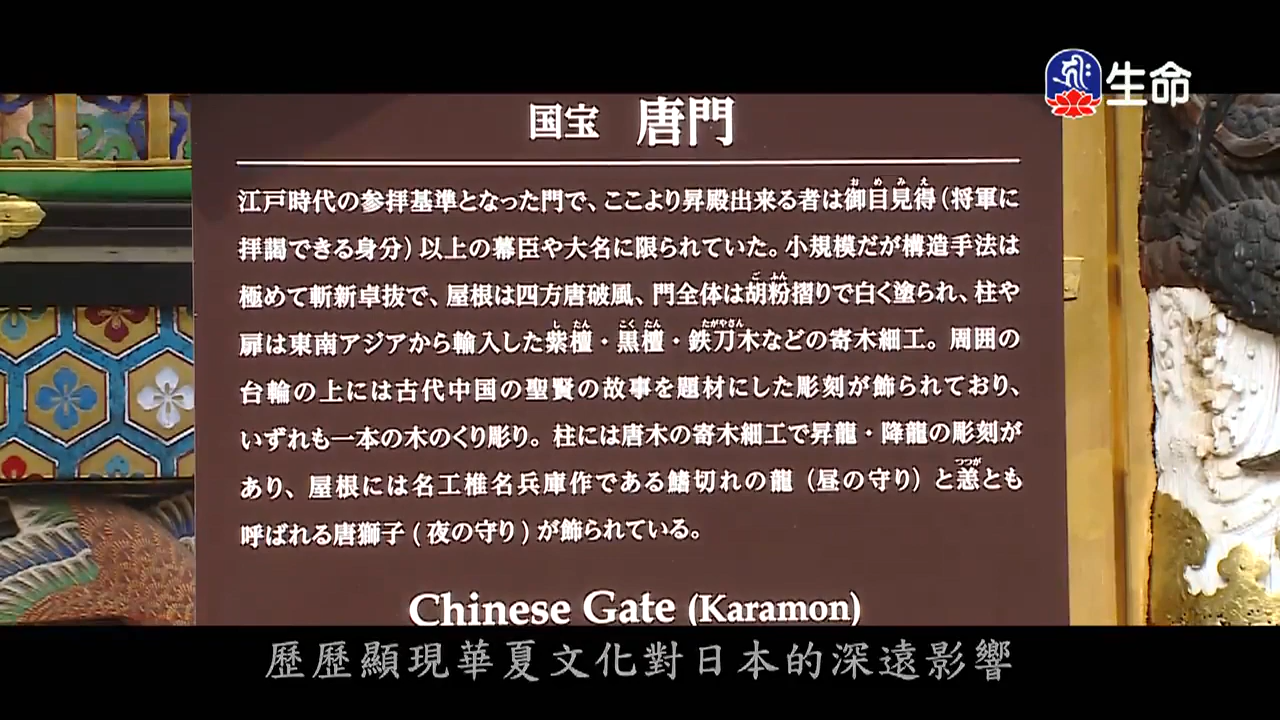 生命
国宝 唐門
江戸時代の参拝基準となった門で、ここより昇殿出来る者は御目見得(将軍に
拝謁できる身分)以上の幕臣や大名に限られていた。小規模だが構造手法は
極めて斬新卓抜で、屋根は四方唐破風、門全体は胡粉摺りで白く塗られ、柱や
扉は東南アジアから輸入した紫檀・黒檀・鉄刀木などの寄木細工。周囲の
台輪の上には古代中国の聖賢の故事を題材にした彫刻が飾られており、
いずれも一本の木のくり彫り。柱には唐木の寄木細工で昇龍・降龍の彫刻が
あり、屋根には名工椎名兵庫作である鰭切れの龍(昼の守り)と恙とも
呼ばれる唐獅子(夜の守り)が飾られている。
Chinese Gate (Karamon)
歷歷顯現華夏文化對日本的深遠影響